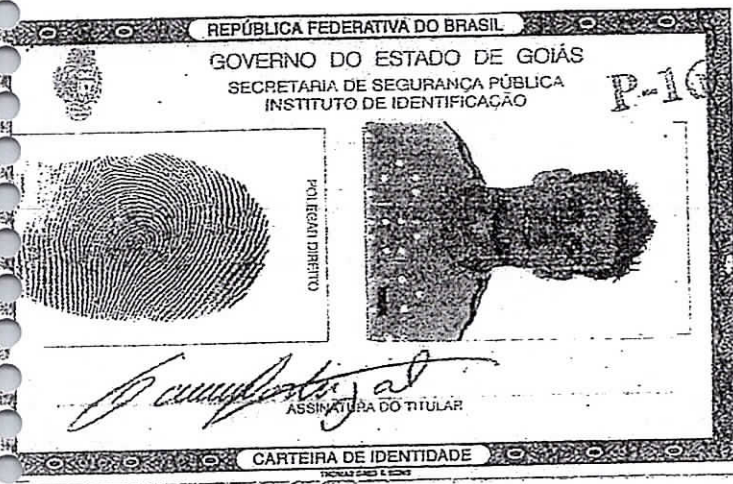 REPÚBLICA FEDERATIVA DO BRASIL
GOVERNO DO ESTADO DE GOIÁS
SECRETARIA DE SEGURANÇA PÚBLICA
INSTITUTO DE IDENTIFICAÇÃO
POLEGAR DIREITO
ASSINATURA DO TITULAR
CARTEIRA DE IDENTIDADE